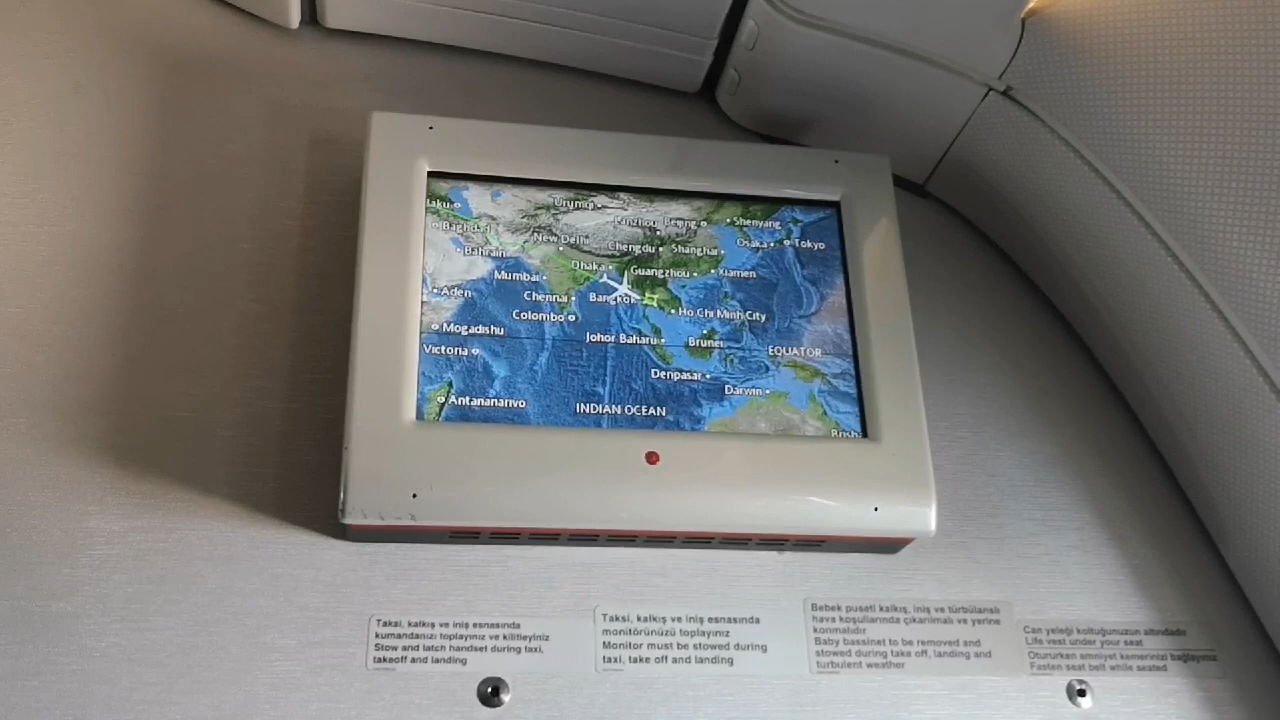 Urumqi
Lanzhou
Beijing
Shenyang
Baghdad
New Delhi
Chengdu
Shanghai
Osaka
Tokyo
Bahrain
Dhaka
Guangzhou
Xiamen
Mumbai
Aden
Chennai
Bangkok
Colombo
Ho Chi Minh City
Mogadishu
Johor Baharu
Brunei
Victoria
EQUATOR
Denpasar
Darwin
Antananarivo
INDIAN OCEAN
Taksi, kalkış ve iniş esnasında
kumandanızı toplayınız ve kilitleyiniz
Stow and latch handset during taxi,
takeoff and landing
Taksi, kalkış ve iniş esnasında
monitörünüzü toplayınız
Monitor must be stowed during
taxi, take off and landing
Bebek puseti kalkış, iniş ve türbülanslı
hava koşullarında çıkarılmalı ve yerine
konmalıdır
Baby bassinet to be removed and
stowed during take off, landing and
turbulent weather
Can yeleği koltuğunuzun altındadır
Life vest under your seat
Otururken emniyet kemerinizi bağlayınız
Fasten seat belt while seated